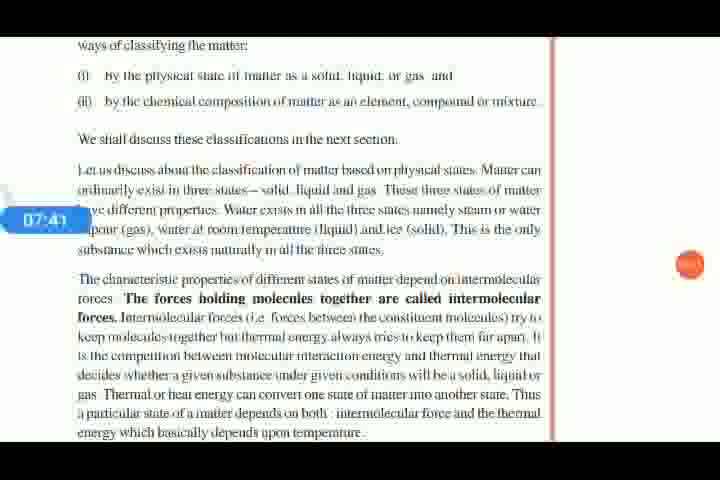 ways of classifying the matter:
(i) by the physical state of matter as a solid, liquid, or gas and
(ii) by the chemical composition of matter as an element, compound or mixture.
We shall discuss these classifications in the next section.
Let us discuss about the classification of matter based on physical states. Matter can
ordinarily exist in three states – solid, liquid and gas. These three states of matter
have different properties. Water exists in all the three states namely steam or water
07:41
vapour (gas), water at room temperature (liquid) and ice (solid). This is the only
substance which exists naturally in all the three states.
The characteristic properties of different states of matter depend on intermolecular
forces. The forces holding molecules together are called intermolecular
forces. Intermolecular forces (i.e. forces between the constituent molecules) try to
keep molecules together but thermal energy always tries to keep them far apart. It
is the competition between molecular interaction energy and thermal energy that
decides whether a given substance under given conditions will be a solid, liquid or
gas. Thermal or heat energy can convert one state of matter into another state. Thus
a particular state of a matter depends on both : intermolecular force and the thermal
energy which basically depends upon temperature.